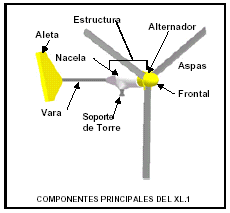 Estructura
Alternador
Aleta
Nacela
Aspas
Frontal
Vara
Soporte
de Torre
COMPONENTES PRINCIPALES DEL XL.1